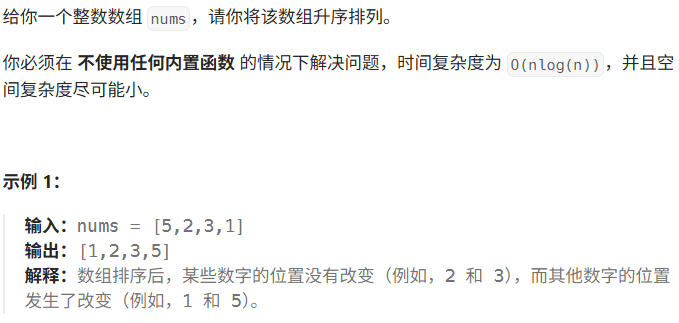 给你一个整数数组 nums，请你将该数组升序排列。
你必须在 不使用任何内置函数 的情况下解决问题，时间复杂度为 O(nlog(n))，并且空
间复杂度尽可能小。
示例 1：
输入：nums = [5,2,3,1]
输出：[1,2,3,5]
解释：数组排序后，某些数字的位置没有改变（例如，2 和 3），而其他数字的位置
发生了改变（例如，1 和 5）。